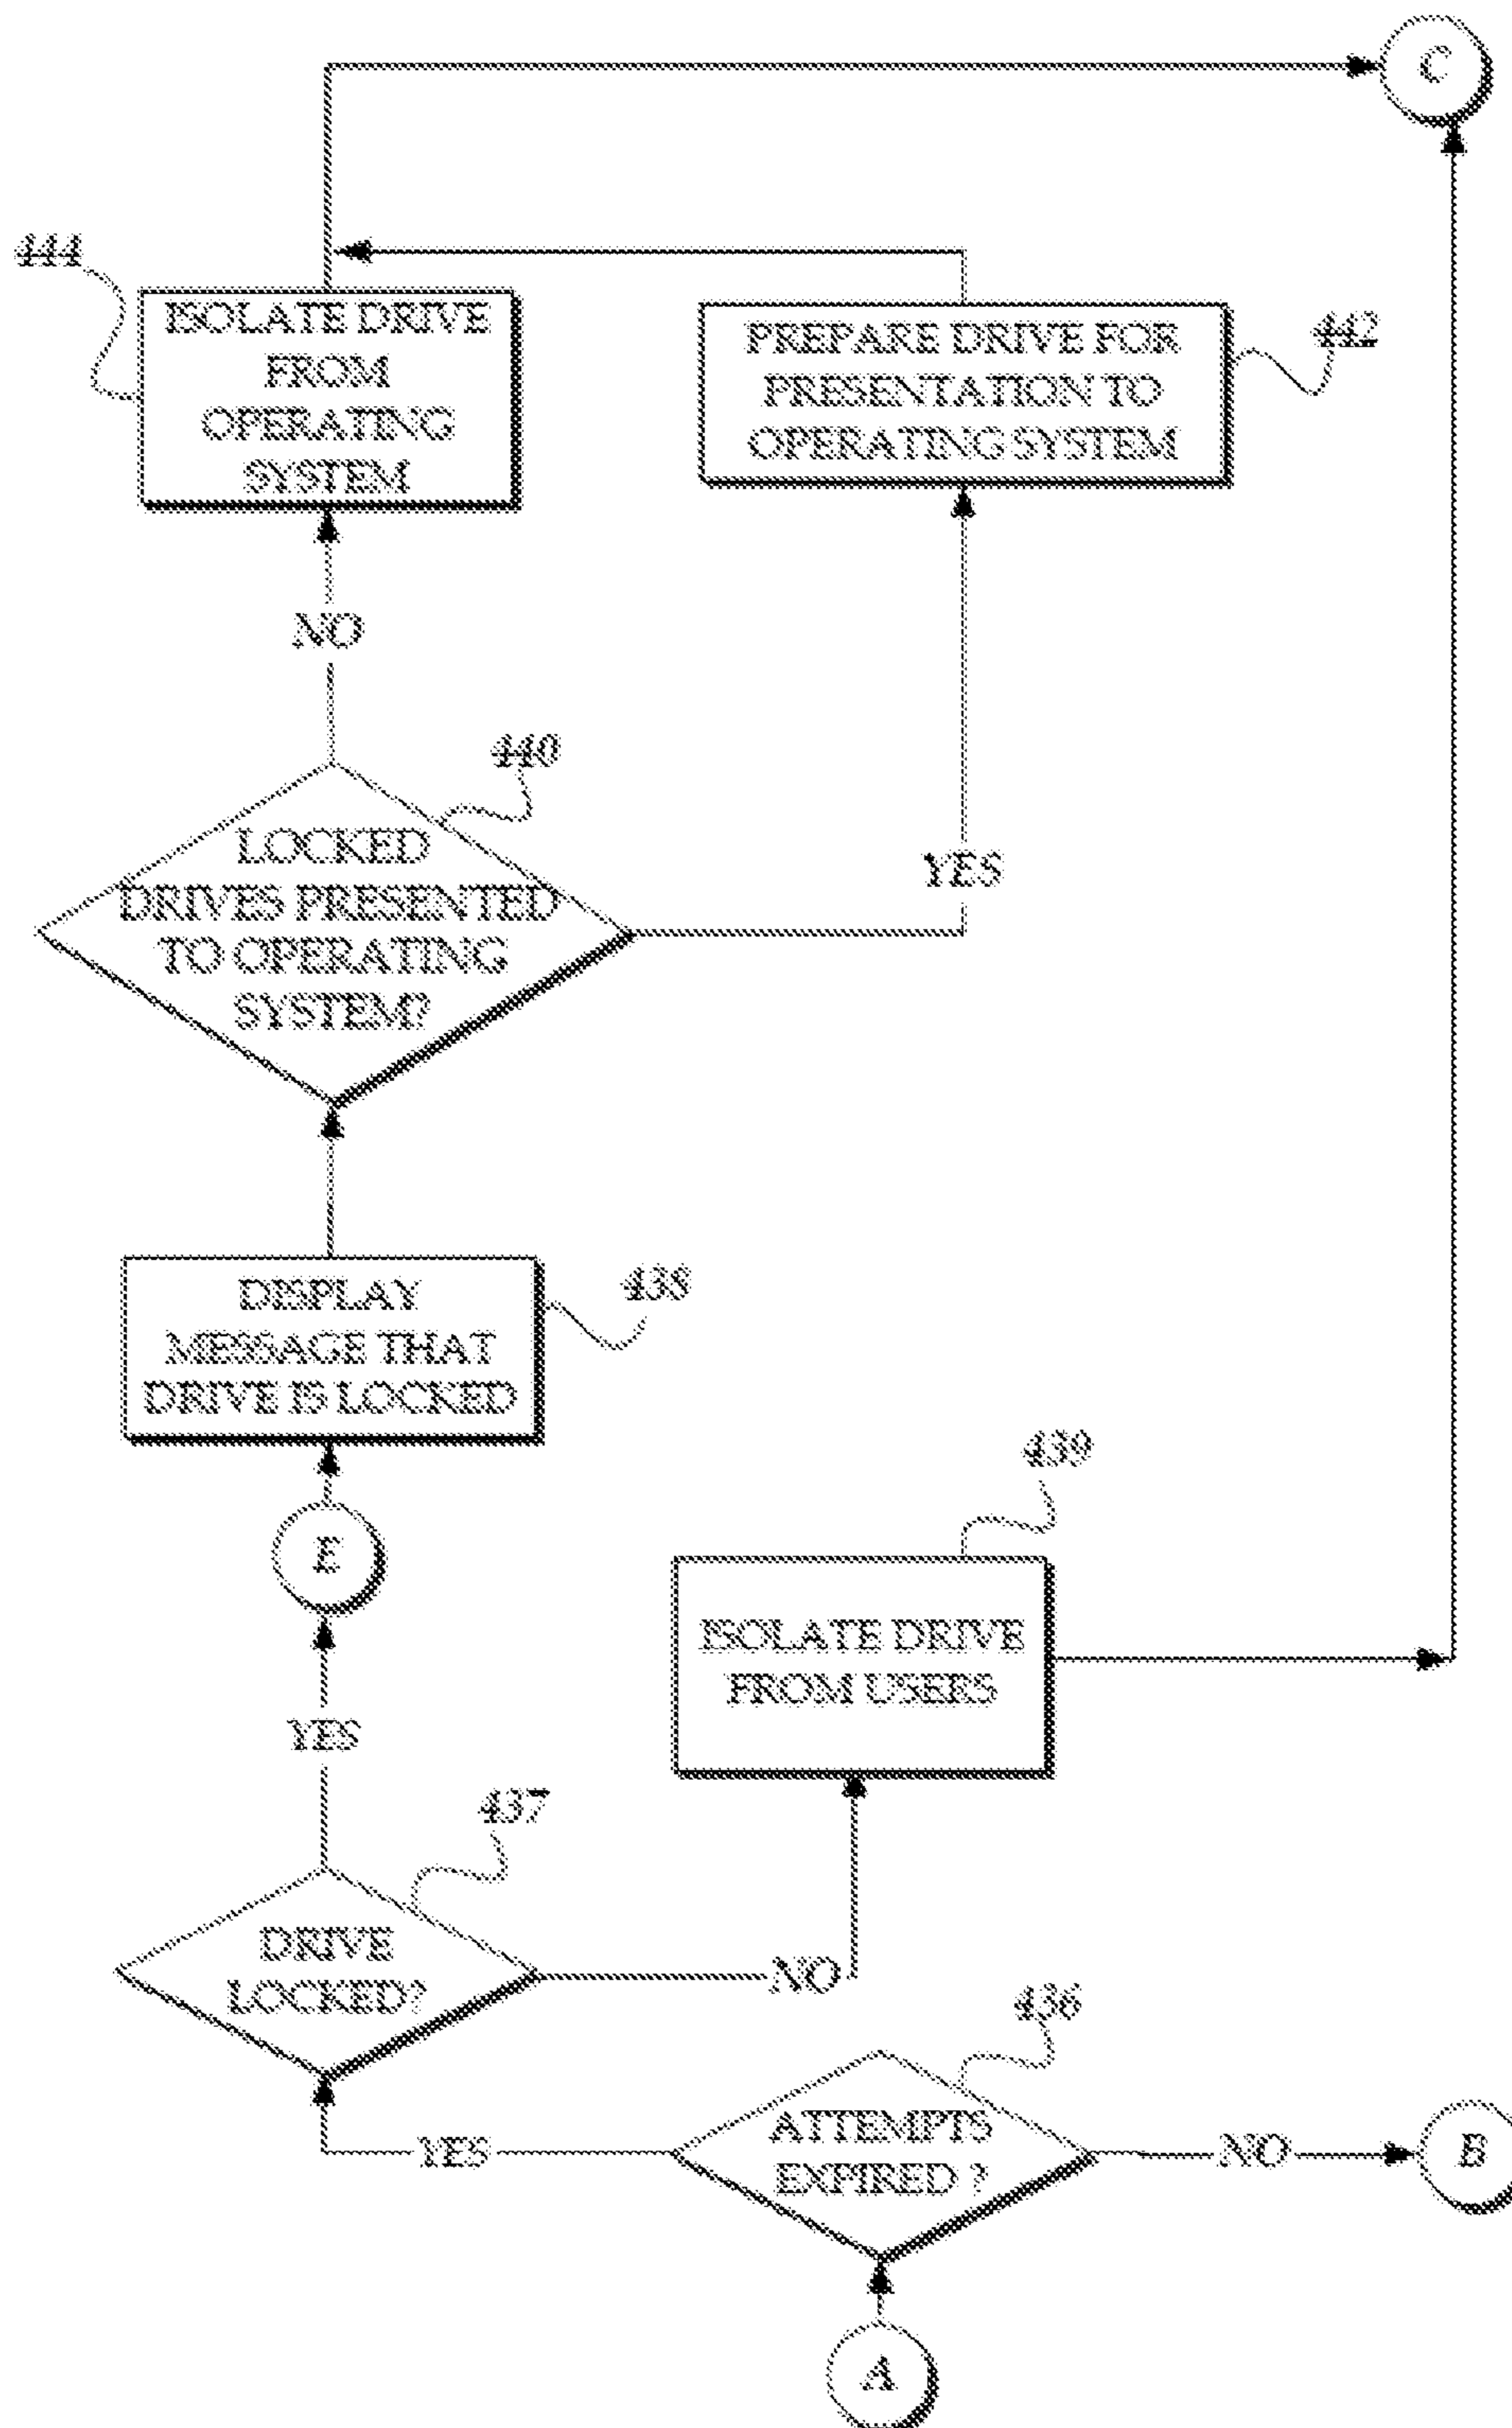 C
444
ISOLATE DRIVE
FROM
OPERATING
SYSTEM
PREPARE DRIVE FOR
PRESENTATION TO
OPERATING SYSTEM
442
NO
440
LOCKED
DRIVES PRESENTED
TO OPERATING
SYSTEM?
YES
DISPLAY
MESSAGE THAT
DRIVE IS LOCKED
438
439
E
ISOLATE DRIVE
FROM USERS
YES
437
DRIVE
LOCKED?
NO
436
ATTEMPTS
EXPIRED ?
YES
NO
B
A